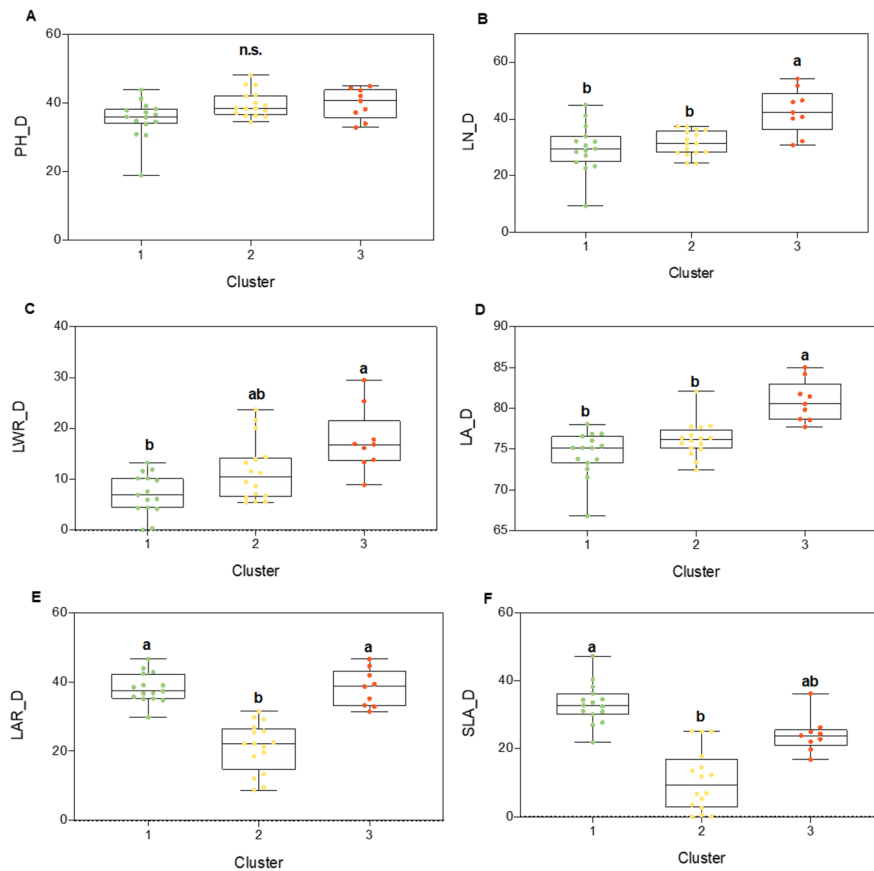 A
60
n.s.
40
20
0
PH_D
1 2 3
Cluster
B
60
a
b
b
40
20
0
LN_D
1 2 3
Cluster
C
40
a
30
ab
20
b
10
0
LWR_D
1 2 3
Cluster
D
90
a
85
b
80
b
75
70
65
LA_D
1 2 3
Cluster
E
60
a a
40
b
20
0
LAR_D
1 2 3
Cluster
F
60
a
40
ab
b
20
0
SLA_D
1 2 3
Cluster